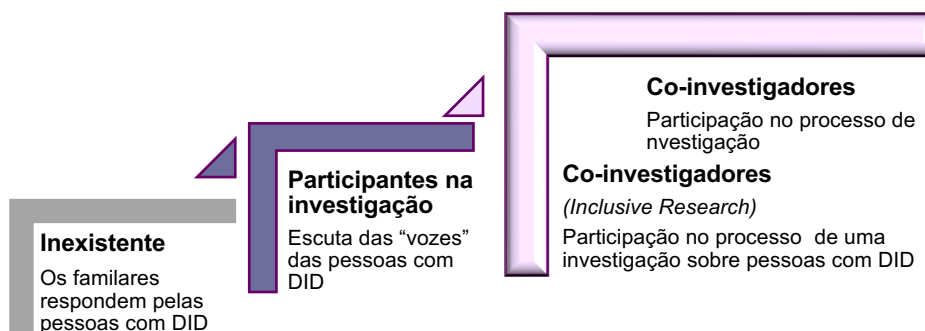 Co-investigadores
Participação no processo de
nvestigação
Co-investigadores
(Inclusive Research)
Participação no processo de uma
investigação sobre pessoas com DID
Participantes na
investigação
Escuta das “vozes”
das pessoas com
DID
Inexistente
Os familares
respondem pelas
pessoas com DID